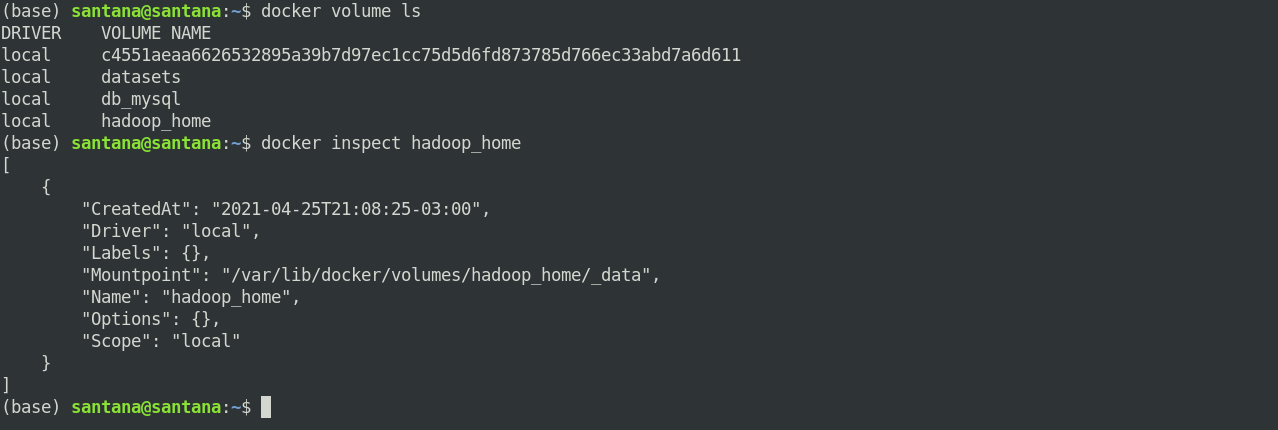 (base) santana@santana:~$ docker volume ls
DRIVER    VOLUME NAME
local     c4551aeaa6626532895a39b7d97ec1cc75d5d6fd873785d766ec33abd7a6d611
local     datasets
local     db_mysql
local     hadoop_home
(base) santana@santana:~$ docker inspect hadoop_home
[
    {
        "CreatedAt": "2021-04-25T21:08:25-03:00",
        "Driver": "local",
        "Labels": {},
        "Mountpoint": "/var/lib/docker/volumes/hadoop_home/_data",
        "Name": "hadoop_home",
        "Options": {},
        "Scope": "local"
    }
]
(base) santana@santana:~$